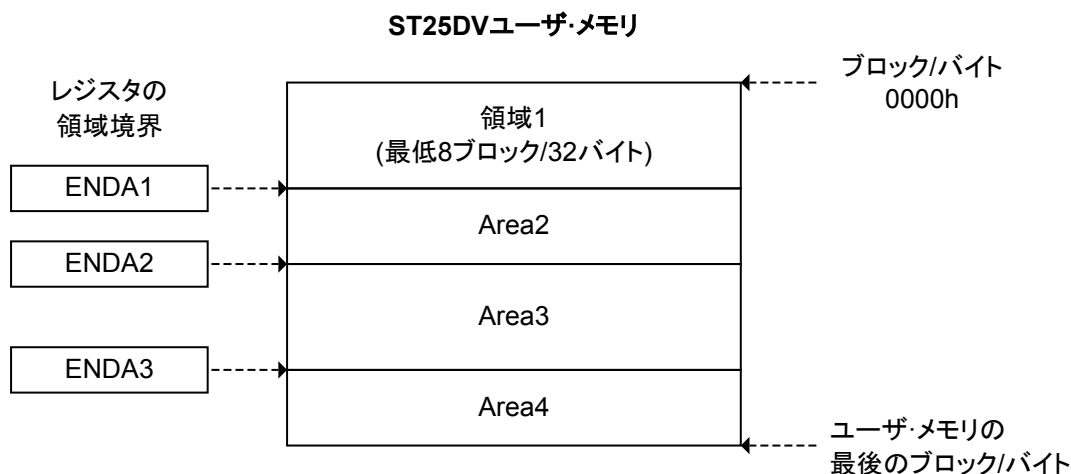 ST25DVユーザ·メモリ
レジスタの
領域境界
ENDA1
ENDA2
ENDA3
領域1
(最低8ブロック/32バイト)
Area2
Area3
Area4
ブロック/バイト
0000h
ユーザ·メモリの
最後のブロック/バイト